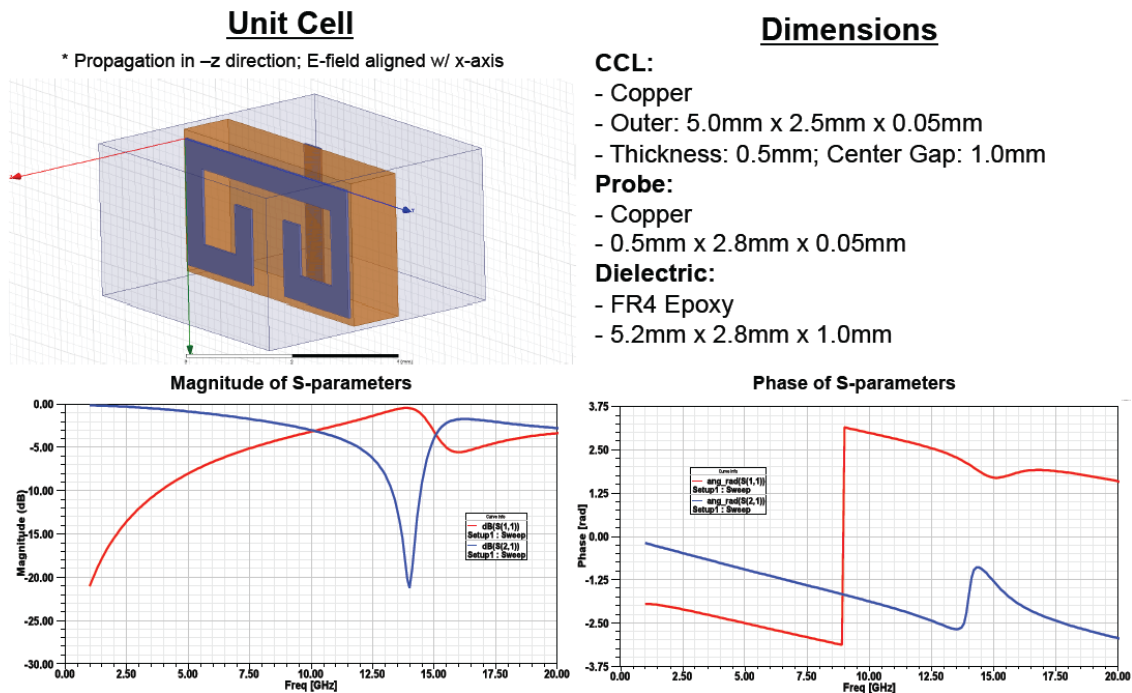 Unit Cell
* Propagation in –z direction; E-field aligned w/ x-axis
Dimensions
CCL:
- Copper
- Outer: 5.0mm x 2.5mm x 0.05mm
- Thickness: 0.5mm; Center Gap: 1.0mm
Probe:
- Copper
- 0.5mm x 2.8mm x 0.05mm
Dielectric:
- FR4 Epoxy
- 5.2mm x 2.8mm x 1.0mm
Magnitude of S-parameters
0.00
-5.00
-10.00
-15.00
-20.00
-25.00
-30.00
Magnitude (dB)
Curve Info
dB(S(1,1))
Setup1 : Sweep
dB(S(2,1))
Setup1 : Sweep
0.00 2.50 5.00 7.50 10.00 12.50 15.00 17.50 20.00
Freq [GHz]
Phase of S-parameters
3.75
2.50
1.25
0.00
-1.25
-2.50
-3.75
Phase [rad]
Curve Info
ang_rad(S(1,1))
Setup1 : Sweep
ang_rad(S(2,1))
Setup1 : Sweep
0.00 2.50 5.00 7.50 10.00 12.50 15.00 17.50 20.00
Freq [GHz]